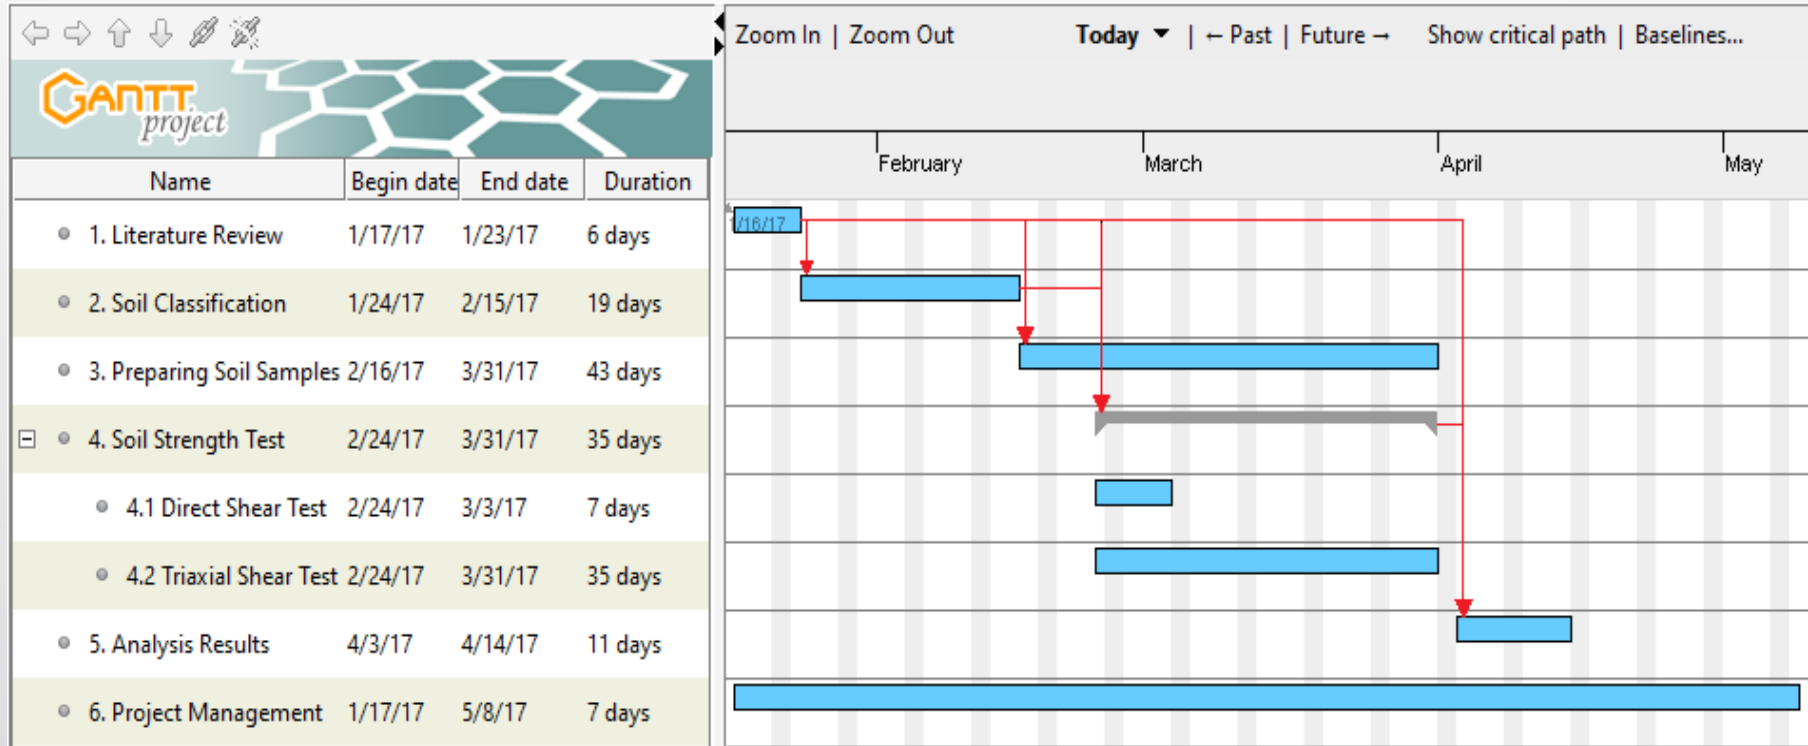 Zoom In | Zoom Out Today ▼ | ← Past | Future → Show critical path | Baselines...
GANTT
project
February March April May
Name Begin date End date Duration
1/16/17
1. Literature Review 1/17/17 1/23/17 6 days
2. Soil Classification 1/24/17 2/15/17 19 days
3. Preparing Soil Samples 2/16/17 3/31/17 43 days
4. Soil Strength Test 2/24/17 3/31/17 35 days
4.1 Direct Shear Test 2/24/17 3/3/17 7 days
4.2 Triaxial Shear Test 2/24/17 3/31/17 35 days
5. Analysis Results 4/3/17 4/14/17 11 days
6. Project Management 1/17/17 5/8/17 7 days